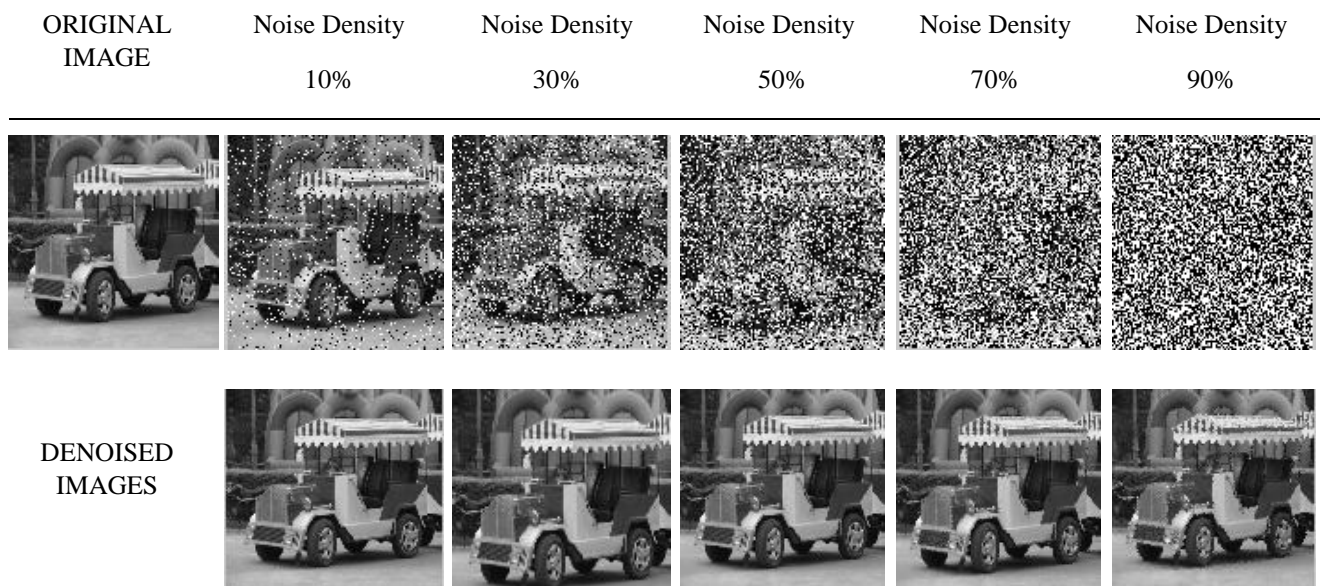 ORIGINAL
IMAGE
Noise Density
10%
Noise Density
30%
Noise Density
50%
Noise Density
70%
Noise Density
90%
DENOISED
IMAGES